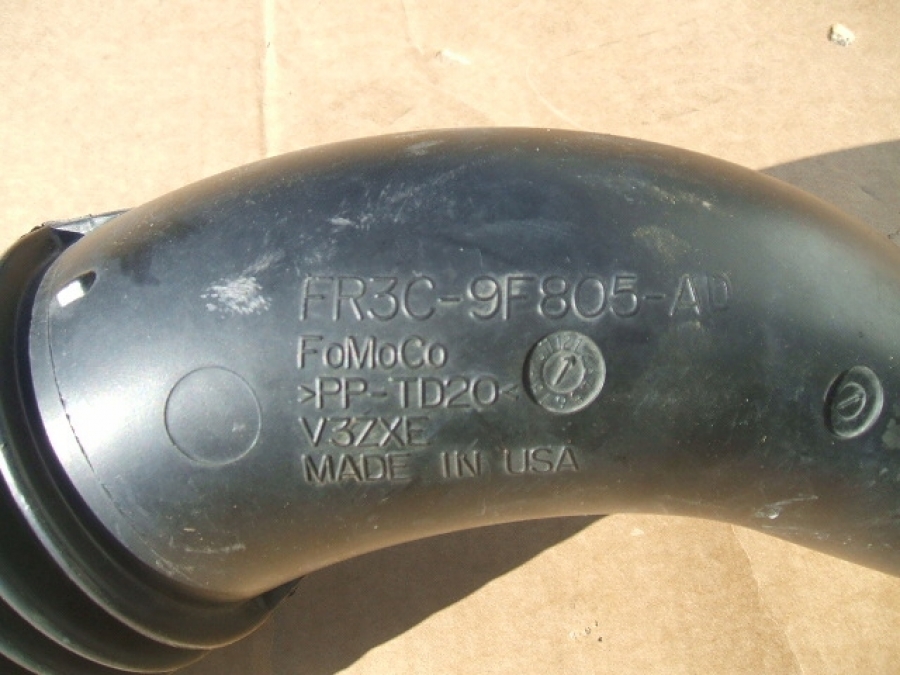 FR3C-9F805-AD
FoMoCo
>PP-TD20<
V3ZXE
MADE IN USA